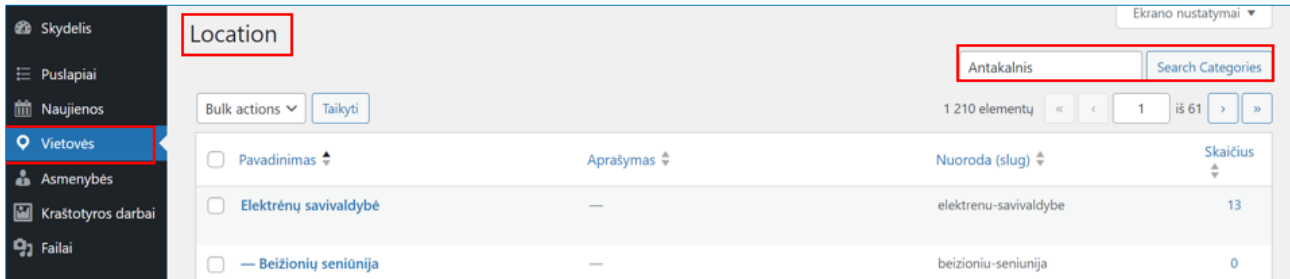 Ekrano nustatymai ▼
Skydelis
Location
Puslapiai
Antakalnis
Search Categories
Naujienos
Bulk actions
Taikyti
1 210 elementų « ‹ 1 iš 61 › »
Vietovės
Pavadinimas
Aprašymas
Nuoroda (slug)
Skaičius
Asmenybės
Kraštotyros darbai
Elektrėnų savivaldybė — elektrenu-savivaldybe 13
Failai
— Beižionių seniūnija — beizioniu-seniunija 0